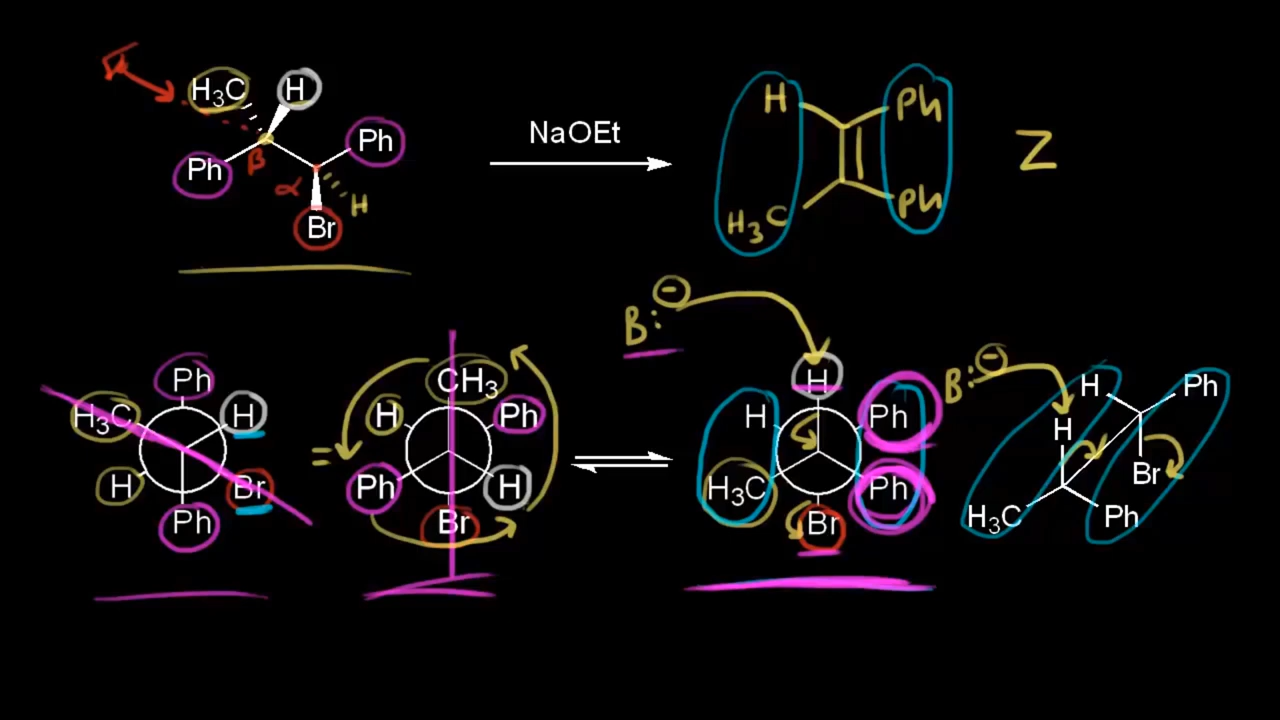 H₃C H
Ph Ph
β
α H
Br
NaOEt
H Ph
H₃C Ph
Z
Ph
H₃C H
H Br
Ph
=
CH₃
H Ph
Ph H
Br
B:⊖
H
H Ph
H₃C Ph
Br
B:⊖
H Ph
H
Br
H₃C Ph